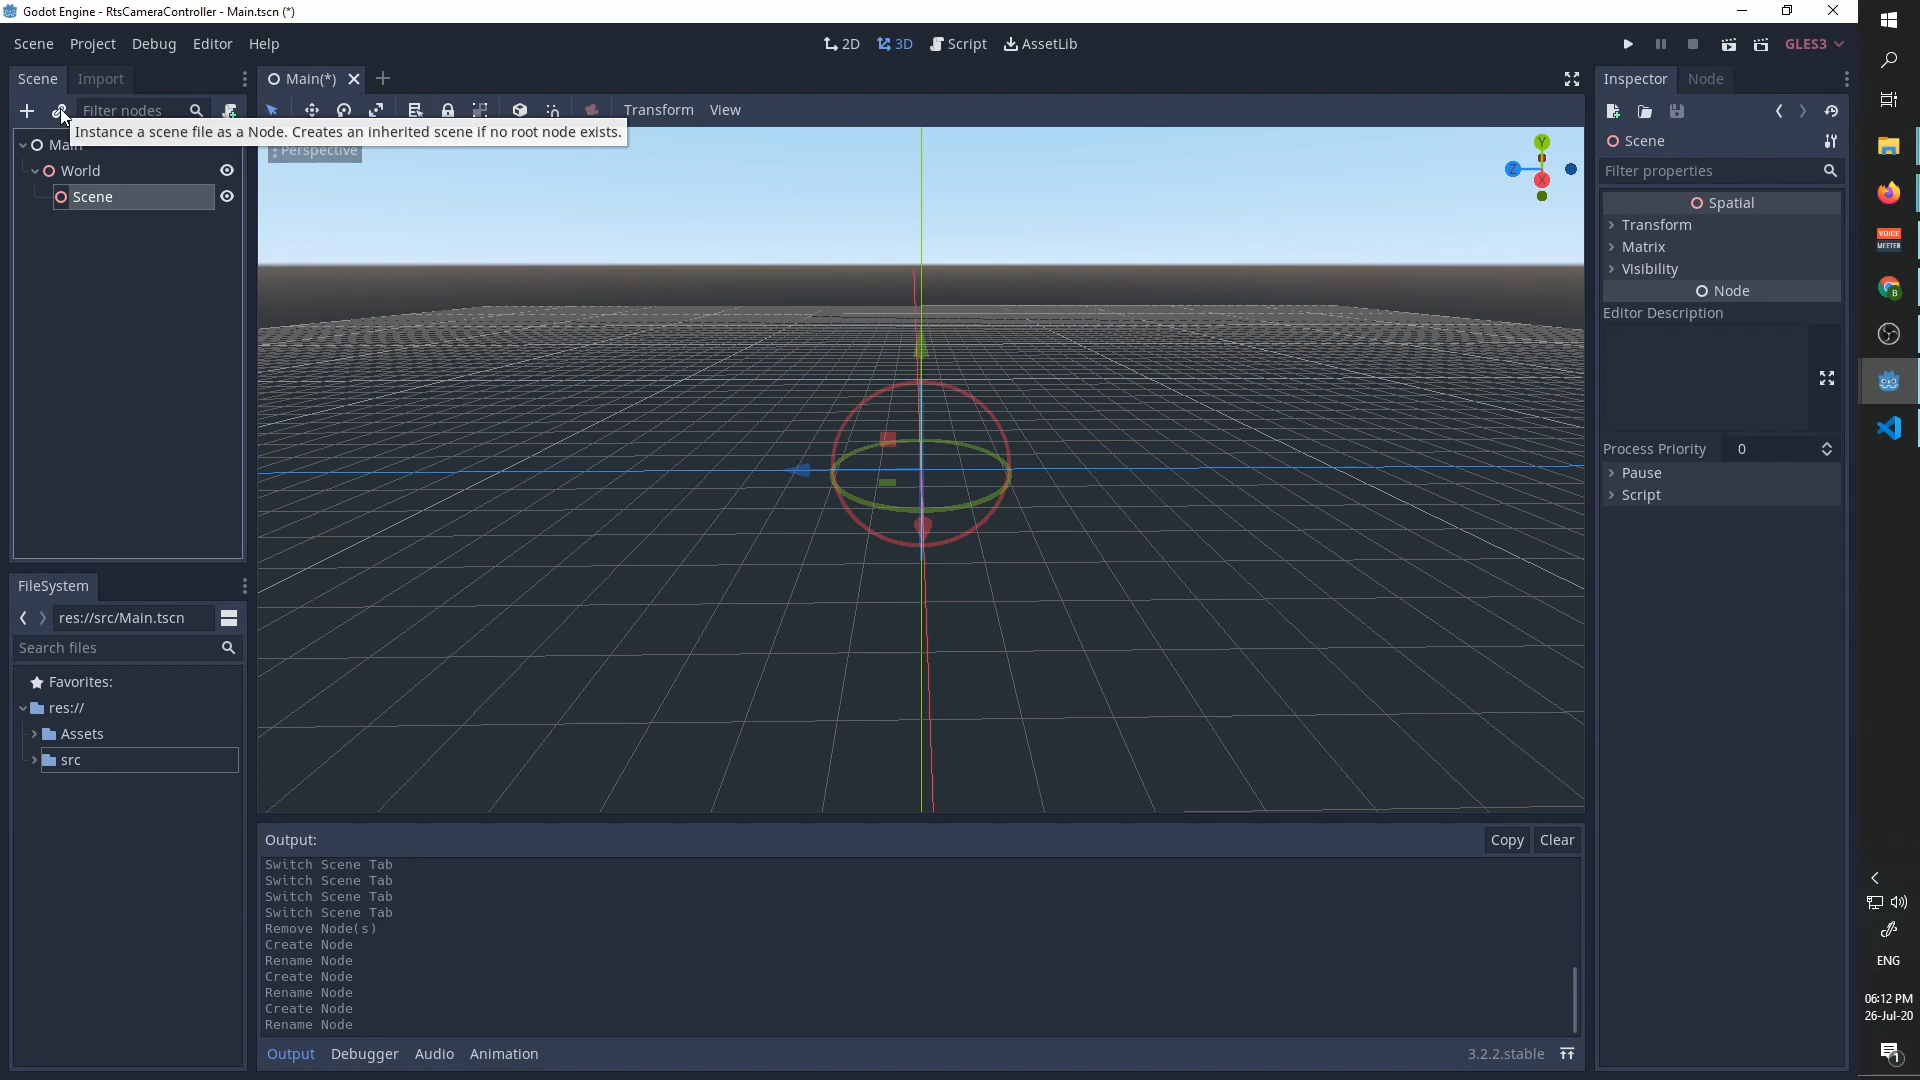 Godot Engine - RtsCameraController - Main.tscn (*)
Scene Project Debug Editor Help
2D 3D Script AssetLib
GLES3
Scene Import
Main(*)
Inspector Node
Filter nodes
Transform View
Instance a scene file as a Node. Creates an inherited scene if no root node exists.
Main
World
Scene
Perspective
Y
Z
X
Scene
Filter properties
Spatial
Transform
Matrix
Visibility
Node
Editor Description
Process Priority 0
Pause
Script
FileSystem
res://src/Main.tscn
Search files
Favorites:
res://
Assets
src
Output:
Copy Clear
Switch Scene Tab
Switch Scene Tab
Switch Scene Tab
Switch Scene Tab
Remove Node(s)
Create Node
Rename Node
Create Node
Rename Node
Create Node
Rename Node
Output Debugger Audio Animation
3.2.2.stable
VOICE
MEETER
B
ENG
06:12 PM
26-Jul-20
1